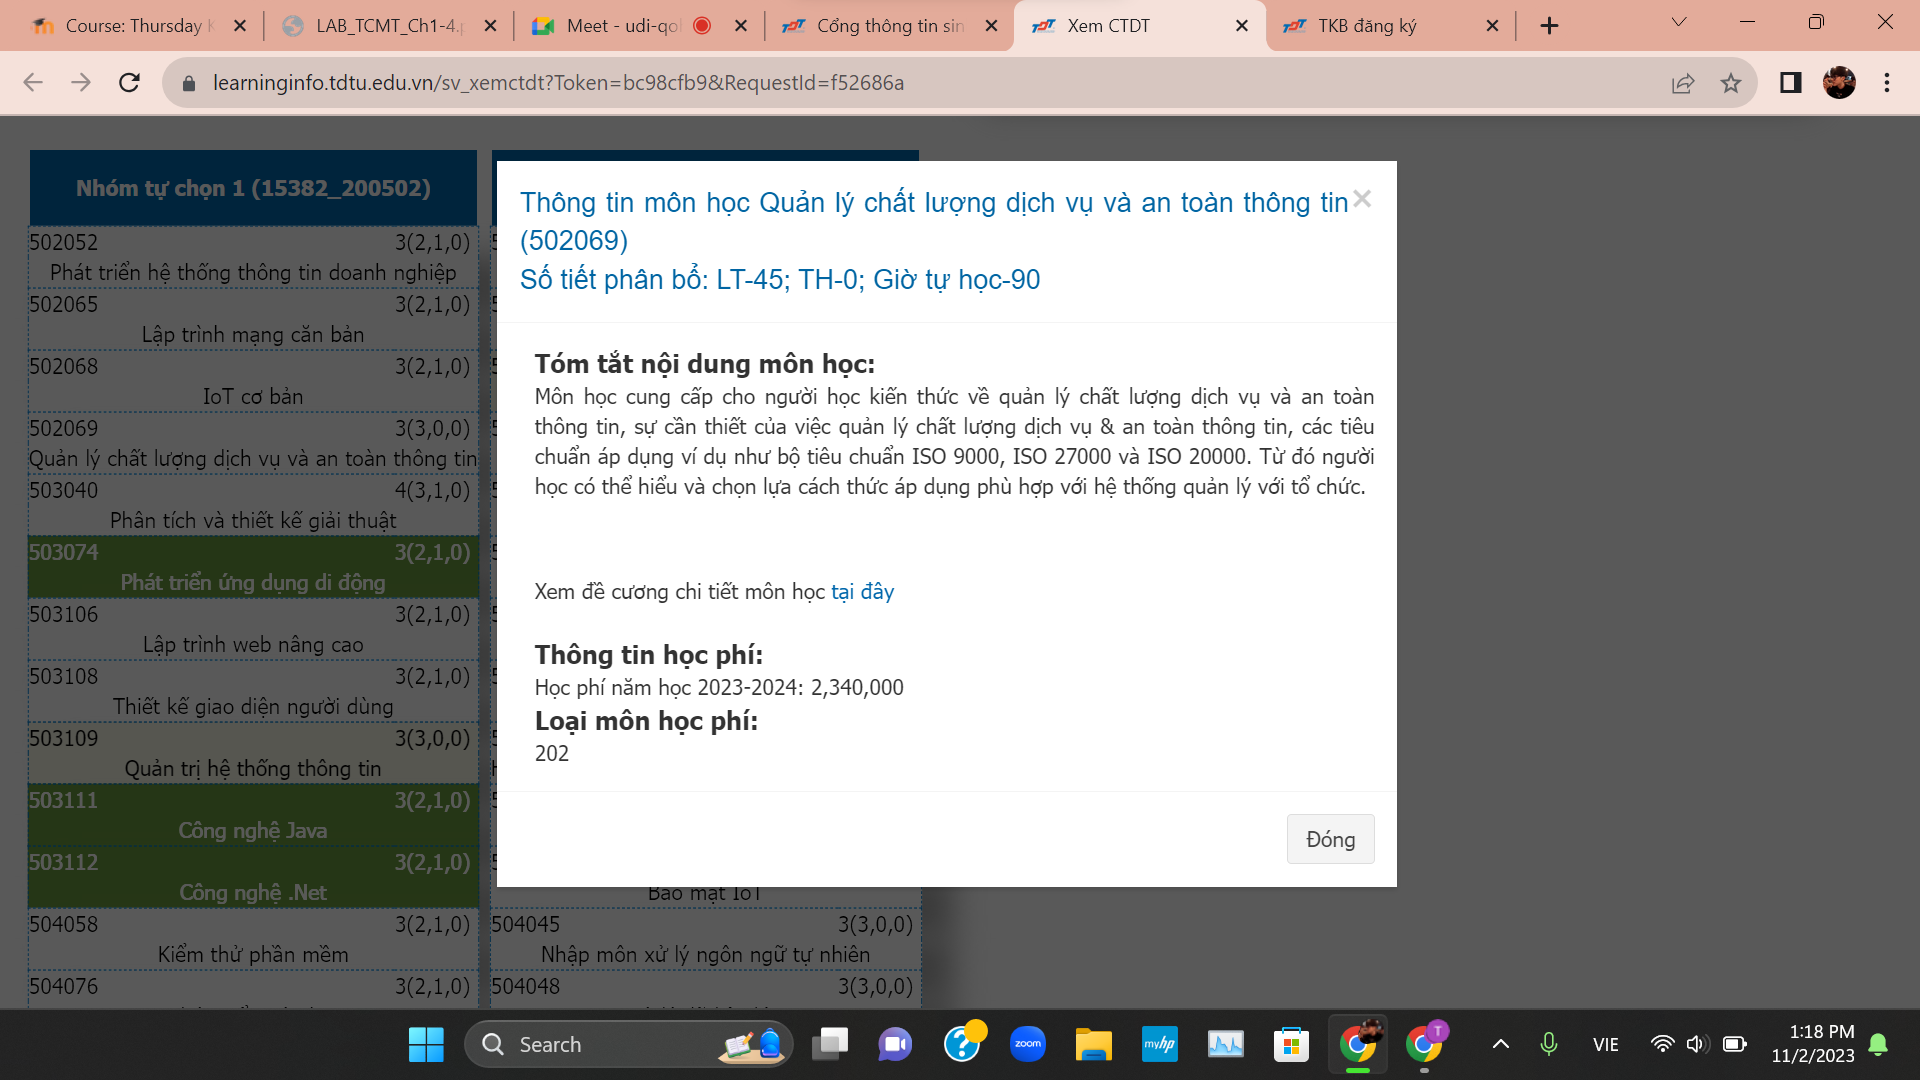 Course: Thursday
LAB_TCMT_Ch1-4.p
Meet - udi-qol
Cổng thông tin sin
Xem CTDT
TKB đăng ký
learninginfo.tdtu.edu.vn/sv_xemctdt?Token=bc98cfb9&RequestId=f52686a
Nhóm tự chọn 1 (15382_200502)
502052 3(2,1,0)
Phát triển hệ thống thông tin doanh nghiệp
502065 3(2,1,0)
Lập trình mạng căn bản
502068 3(2,1,0)
IoT cơ bản
502069 3(3,0,0)
Quản lý chất lượng dịch vụ và an toàn thông tin
503040 4(3,1,0)
Phân tích và thiết kế giải thuật
503074 3(2,1,0)
Phát triển ứng dụng di động
503106 3(2,1,0)
Lập trình web nâng cao
503108 3(2,1,0)
Thiết kế giao diện người dùng
503109 3(3,0,0)
Quản trị hệ thống thông tin
503111 3(2,1,0)
Công nghệ Java
503112 3(2,1,0)
Công nghệ .Net
504058 3(2,1,0)
Kiểm thử phần mềm
504076 3(2,1,0)
Thông tin môn học Quản lý chất lượng dịch vụ và an toàn thông tin
(502069)
Số tiết phân bổ: LT-45; TH-0; Giờ tự học-90
Tóm tắt nội dung môn học:
Môn học cung cấp cho người học kiến thức về quản lý chất lượng dịch vụ và an toàn
thông tin, sự cần thiết của việc quản lý chất lượng dịch vụ & an toàn thông tin, các tiêu
chuẩn áp dụng ví dụ như bộ tiêu chuẩn ISO 9000, ISO 27000 và ISO 20000. Từ đó người
học có thể hiểu và chọn lựa cách thức áp dụng phù hợp với hệ thống quản lý với tổ chức.
Xem đề cương chi tiết môn học tại đây
Thông tin học phí:
Học phí năm học 2023-2024: 2,340,000
Loại môn học phí:
202
Đóng
Bảo mật IoT
504045 3(3,0,0)
Nhập môn xử lý ngôn ngữ tự nhiên
504048 3(3,0,0)
Search
zoom
myhp
T
VIE
1:18 PM
11/2/2023